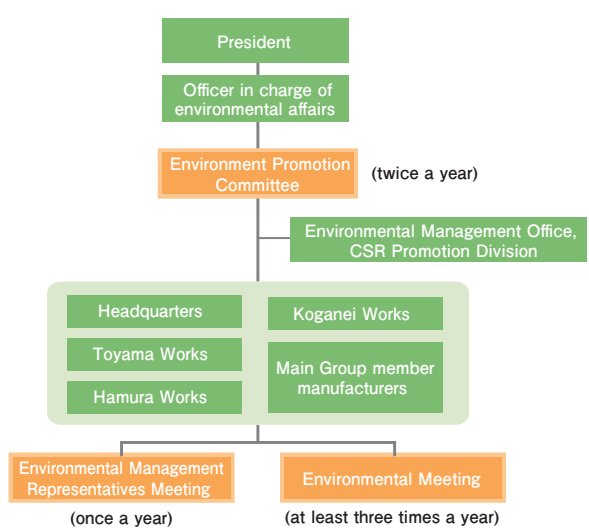 President
Officer in charge of
environmental affairs
Environment Promotion
Committee
(twice a year)
Environmental Management Office,
CSR Promotion Division
Headquarters
Toyama Works
Hamura Works
Koganei Works
Main Group member
manufacturers
Environmental Management
Representatives Meeting
(once a year)
Environmental Meeting
(at least three times a year)